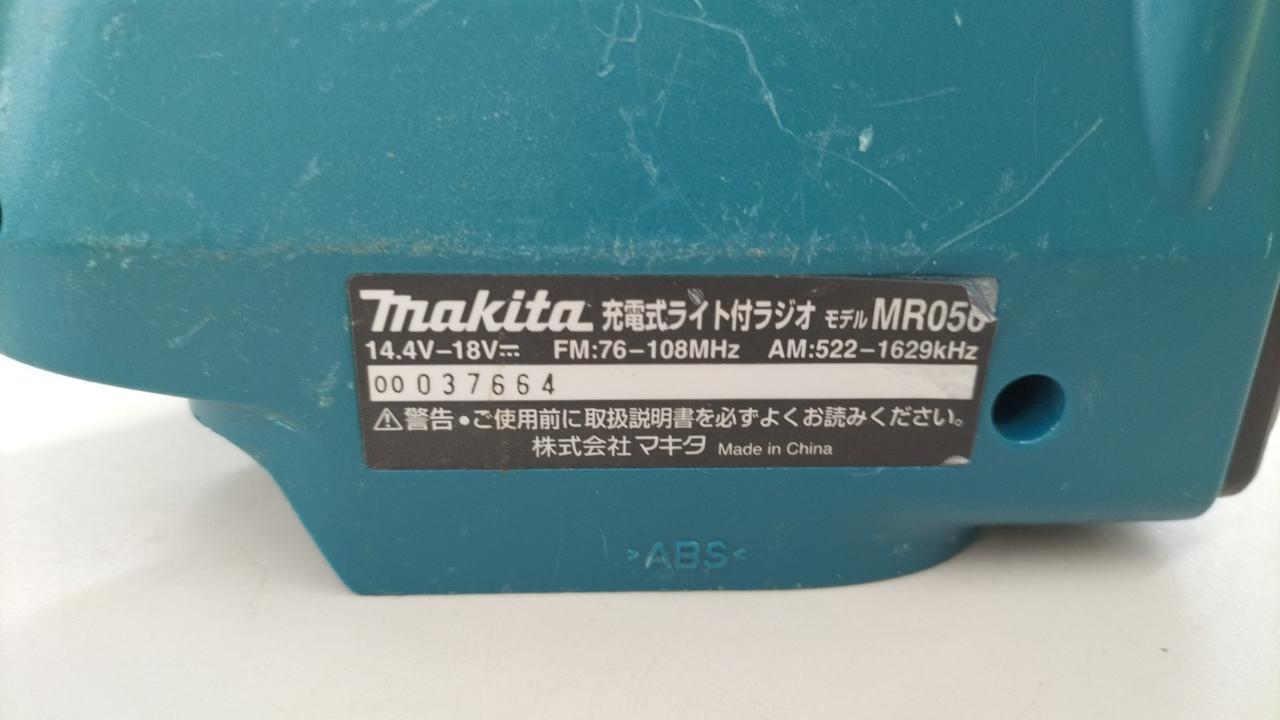 makita 充電式ライト付ラジオ モデル MR050
14.4V-18V⎓ FM:76-108MHz AM:522-1629kHz
00037664
⚠警告•ご使用前に取扱説明書を必ずよくお読みください。
株式会社 マキタ Made in China
>ABS<